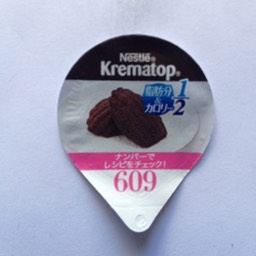 Nestlé®
Krematop®
脂肪分 1/2
&
カロリー
ナンバーで
レシピをチェック!
609